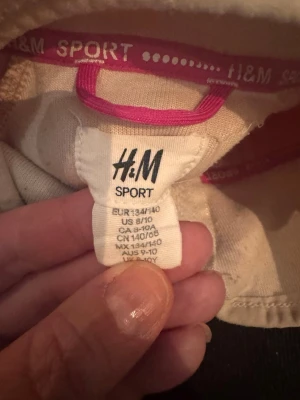 H&M SPORT H&M
H&M
SPORT
EUR 134/140
US 8/10
CA 8-10A
CN 140/68
MX 134/140
AUS 9-10